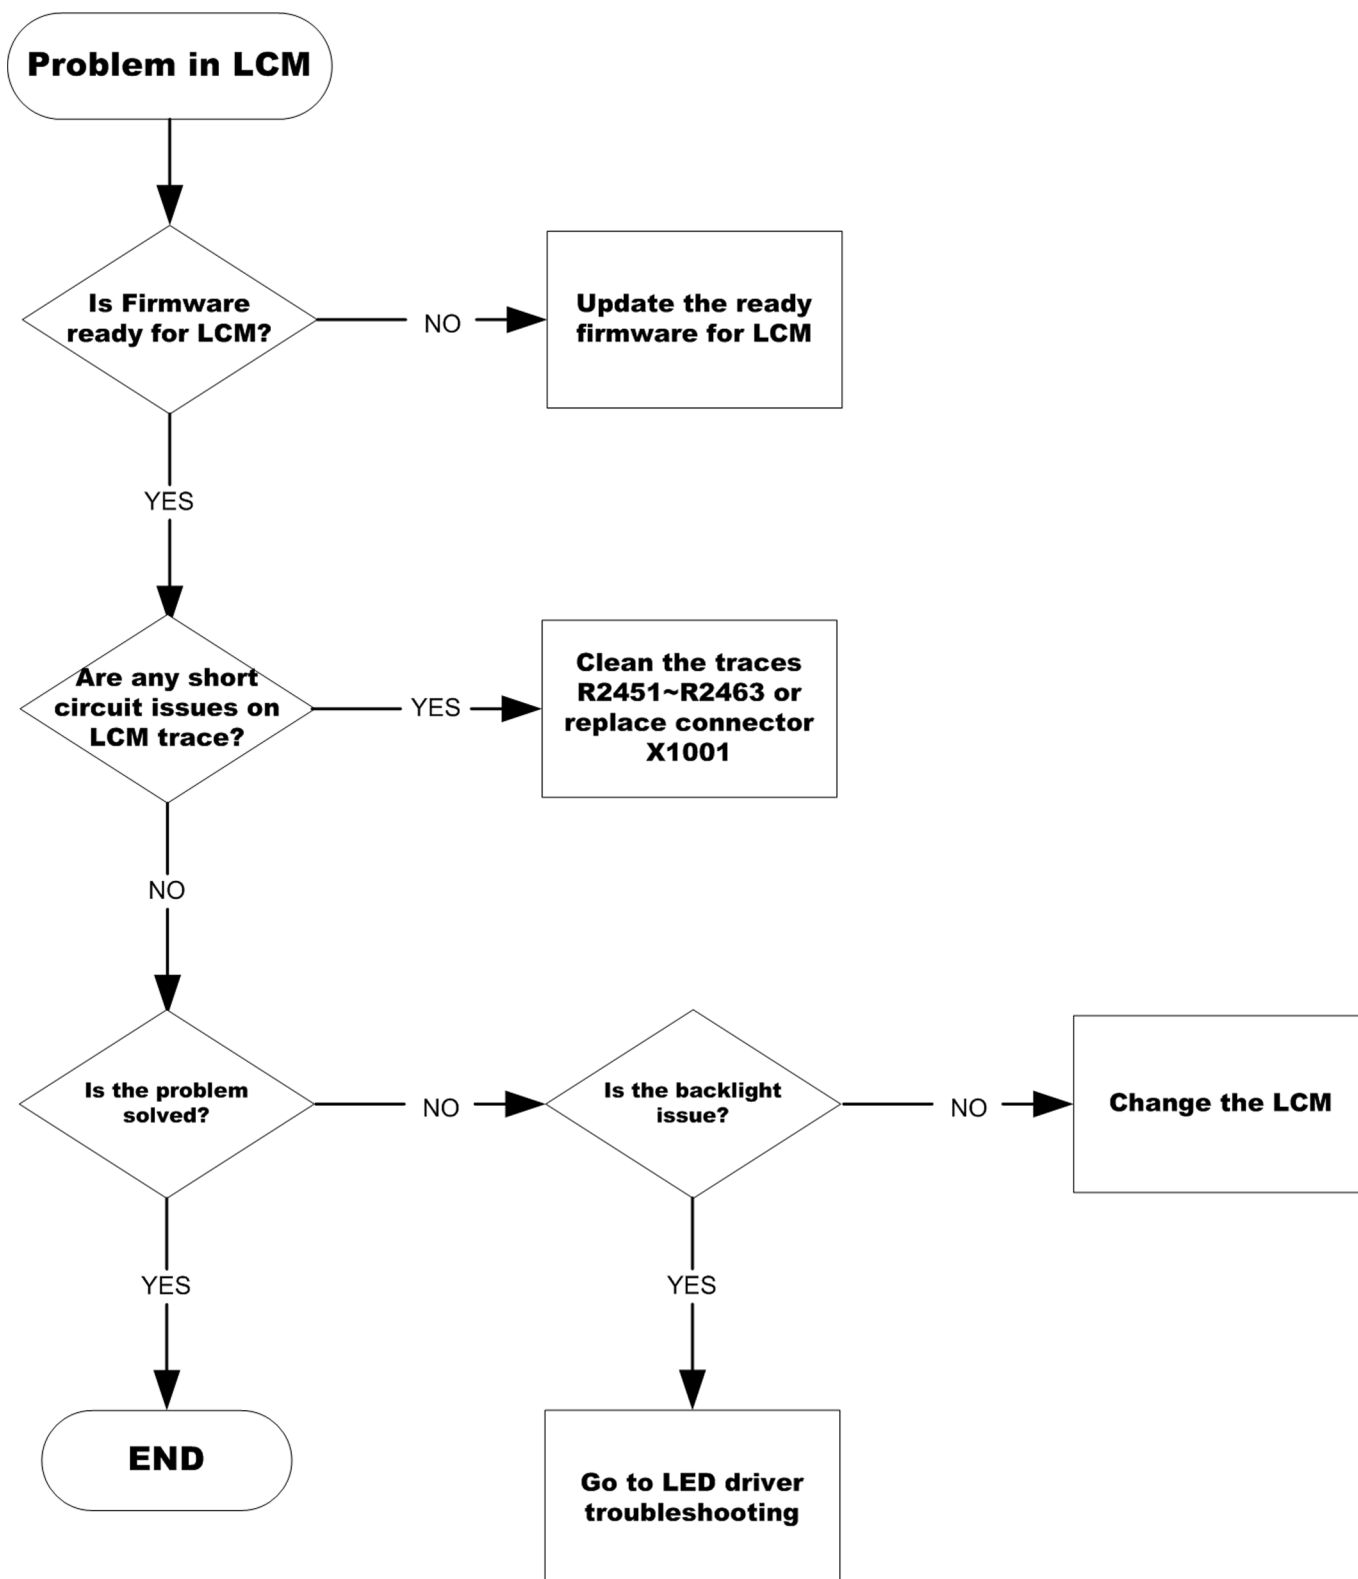 Problem in LCM
Is Firmware
ready for LCM?
NO
Update the ready
firmware for LCM
YES
Are any short
circuit issues on
LCM trace?
YES
Clean the traces
R2451~R2463 or
replace connector
X1001
NO
Is the problem
solved?
NO
Is the backlight
issue?
NO
Change the LCM
YES
YES
END
Go to LED driver
troubleshooting